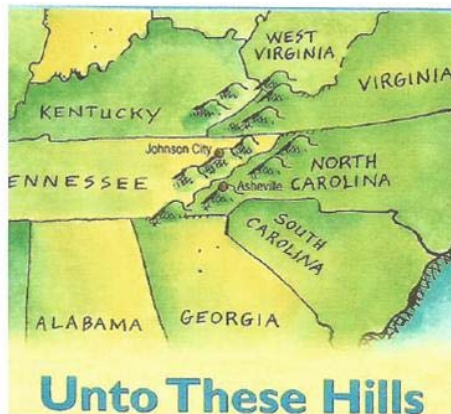 WEST
VIRGINIA
VIRGINIA
KENTUCKY
Johnson City
ENNESSEE
NORTH
CAROLINA
Asheville
SOUTH
CAROLINA
ALABAMA
GEORGIA
Unto These Hills